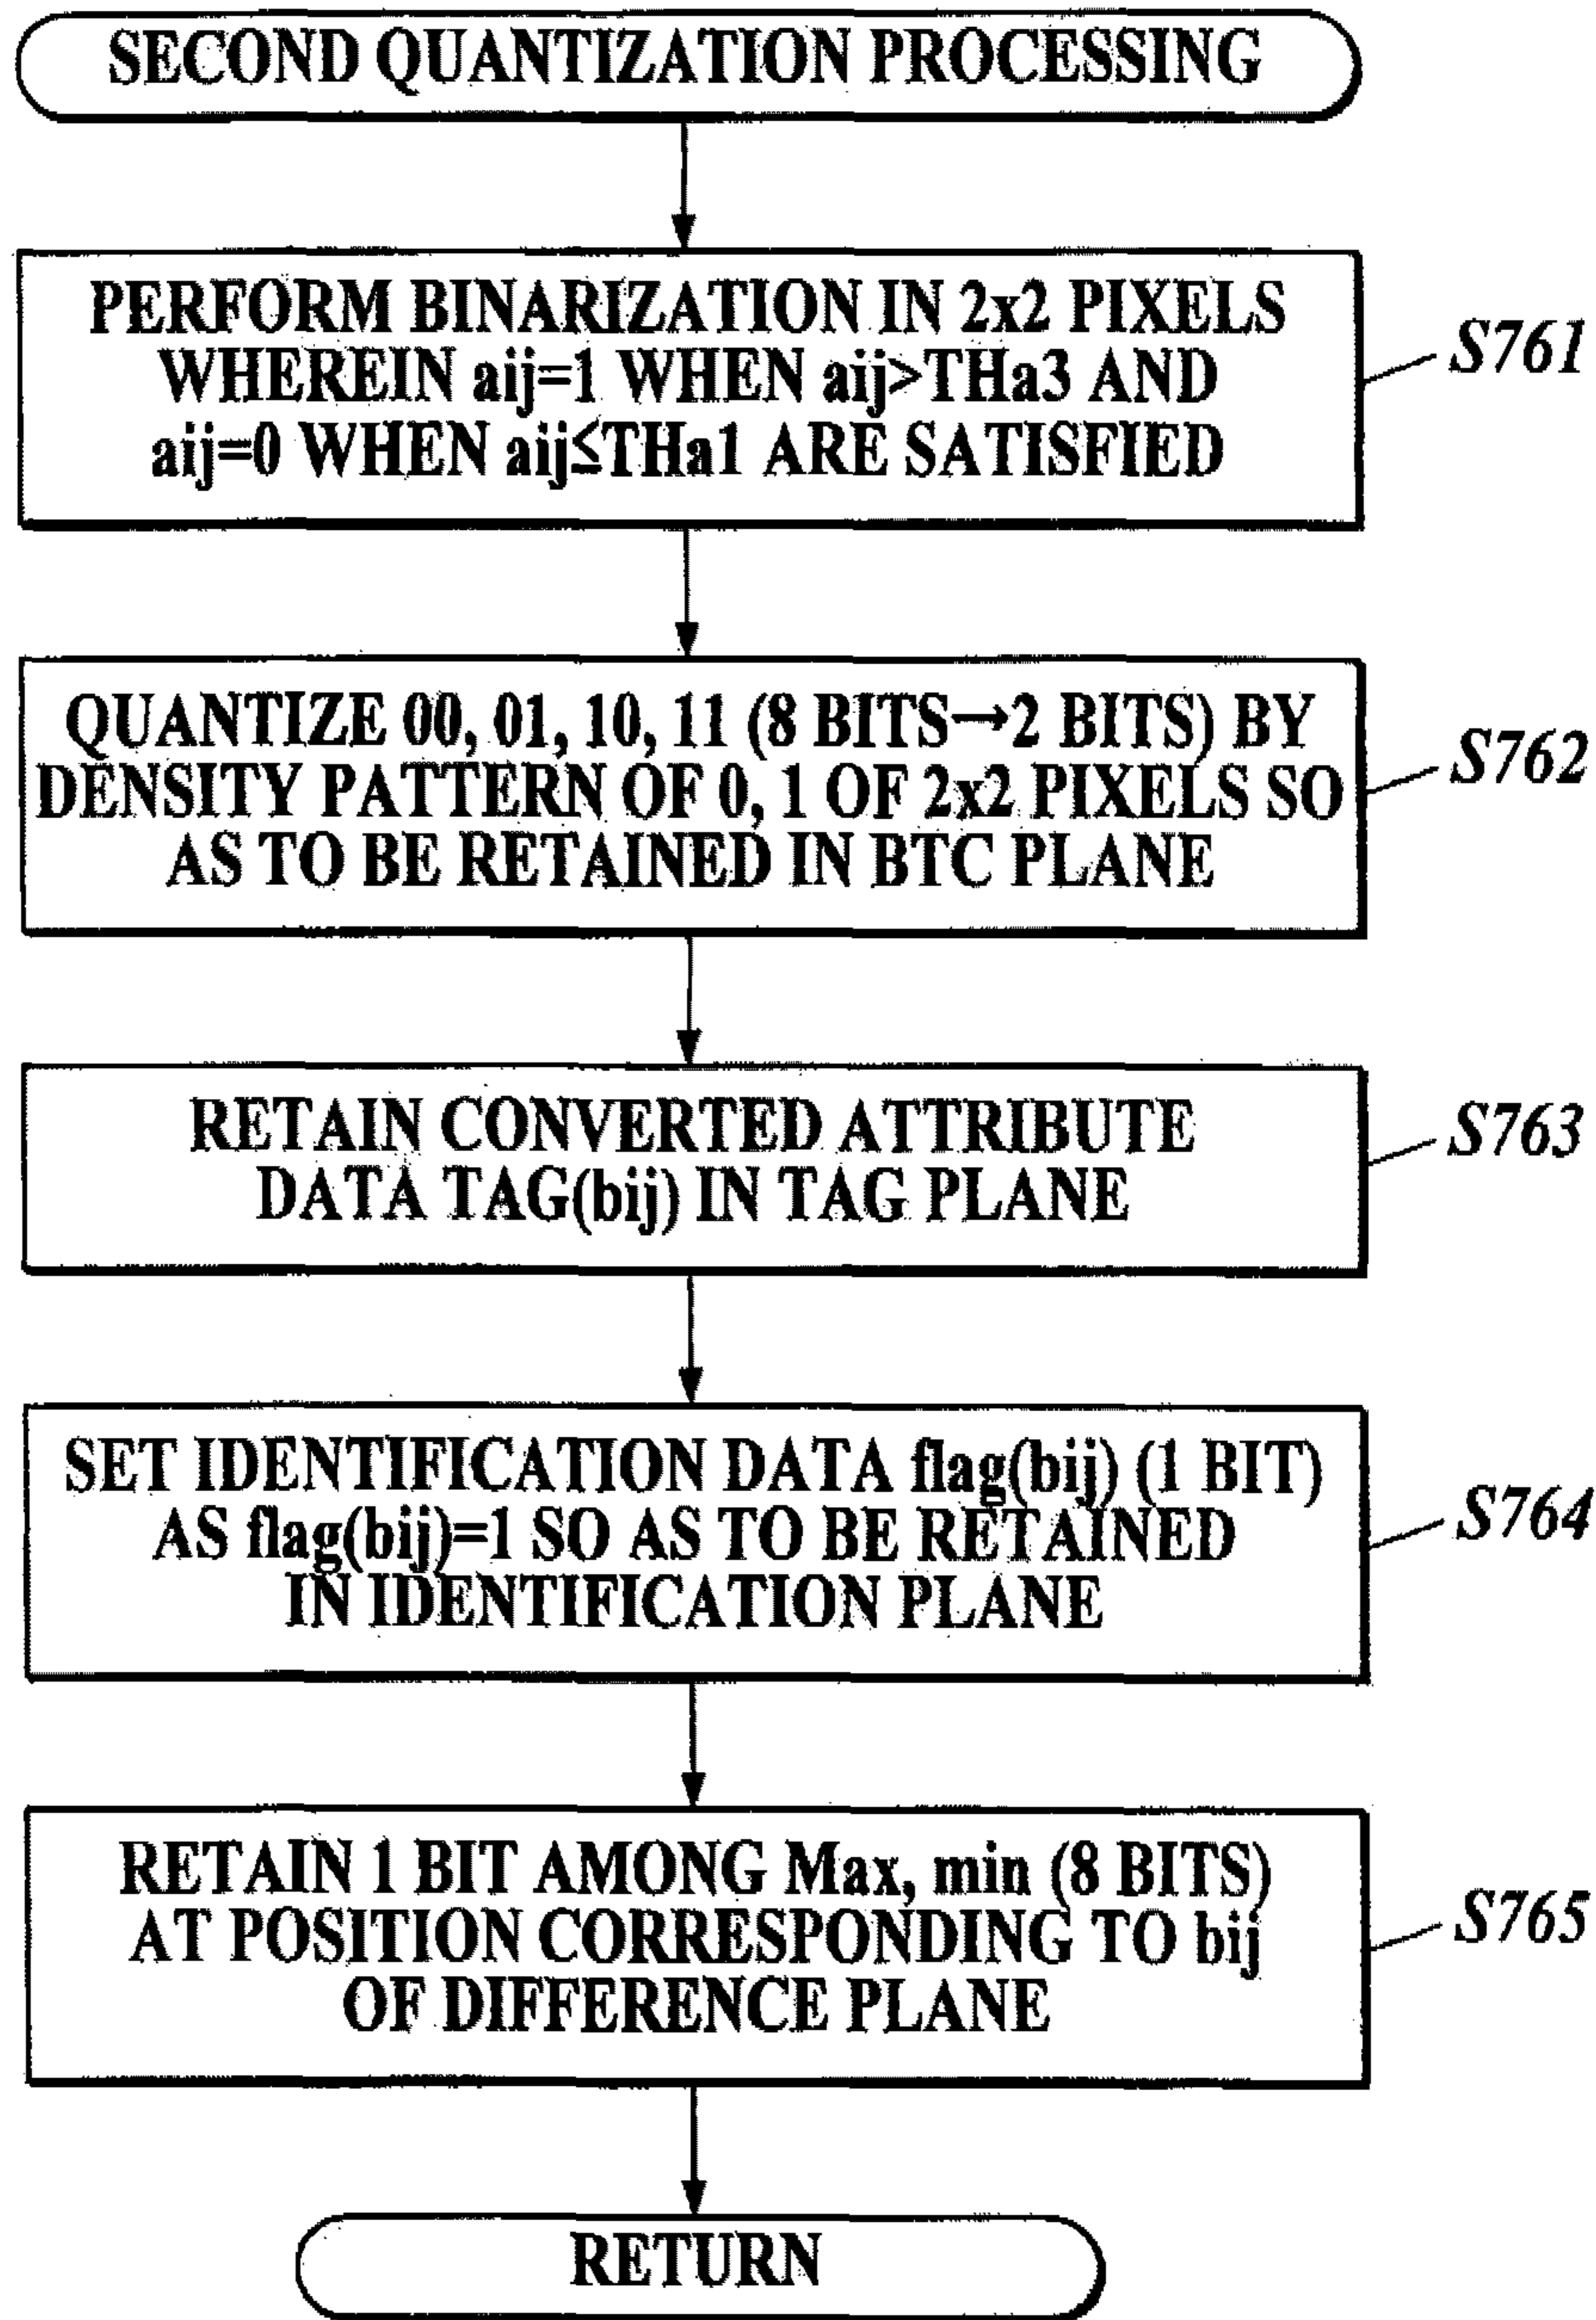 SECOND QUANTIZATION PROCESSING
PERFORM BINARIZATION IN 2x2 PIXELS
WHEREIN aij=1 WHEN aij>THa3 AND
aij=0 WHEN aij≦THa1 ARE SATISFIED
S761
QUANTIZE 00, 01, 10, 11 (8 BITS→2 BITS) BY
DENSITY PATTERN OF 0, 1 OF 2x2 PIXELS SO
AS TO BE RETAINED IN BTC PLANE
S762
RETAIN CONVERTED ATTRIBUTE
DATA TAG(bij) IN TAG PLANE
S763
SET IDENTIFICATION DATA flag(bij) (1 BIT)
AS flag(bij)=1 SO AS TO BE RETAINED
IN IDENTIFICATION PLANE
S764
RETAIN 1 BIT AMONG Max, min (8 BITS)
AT POSITION CORRESPONDING TO bij
OF DIFFERENCE PLANE
S765
RETURN